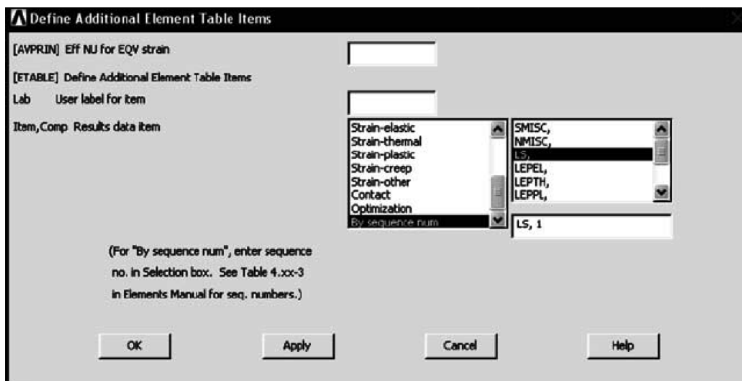 Define Additional Element Table Items
[AVPRIN] Eff NU for EQV strain
[ETABLE] Define Additional Element Table Items
Lab User label for item
Item,Comp Results data item
Strain-elastic
Strain-thermal
Strain-plastic
Strain-creep
Strain-other
Contact
Optimization
By sequence num
SMISC,
NMISC,
LS,
LEPEL,
LEPTH,
LEPPL,
LS, 1
(For "By sequence num", enter sequence
no. in Selection box. See Table 4.xx-3
in Elements Manual for seq. numbers.)
OK Apply Cancel Help